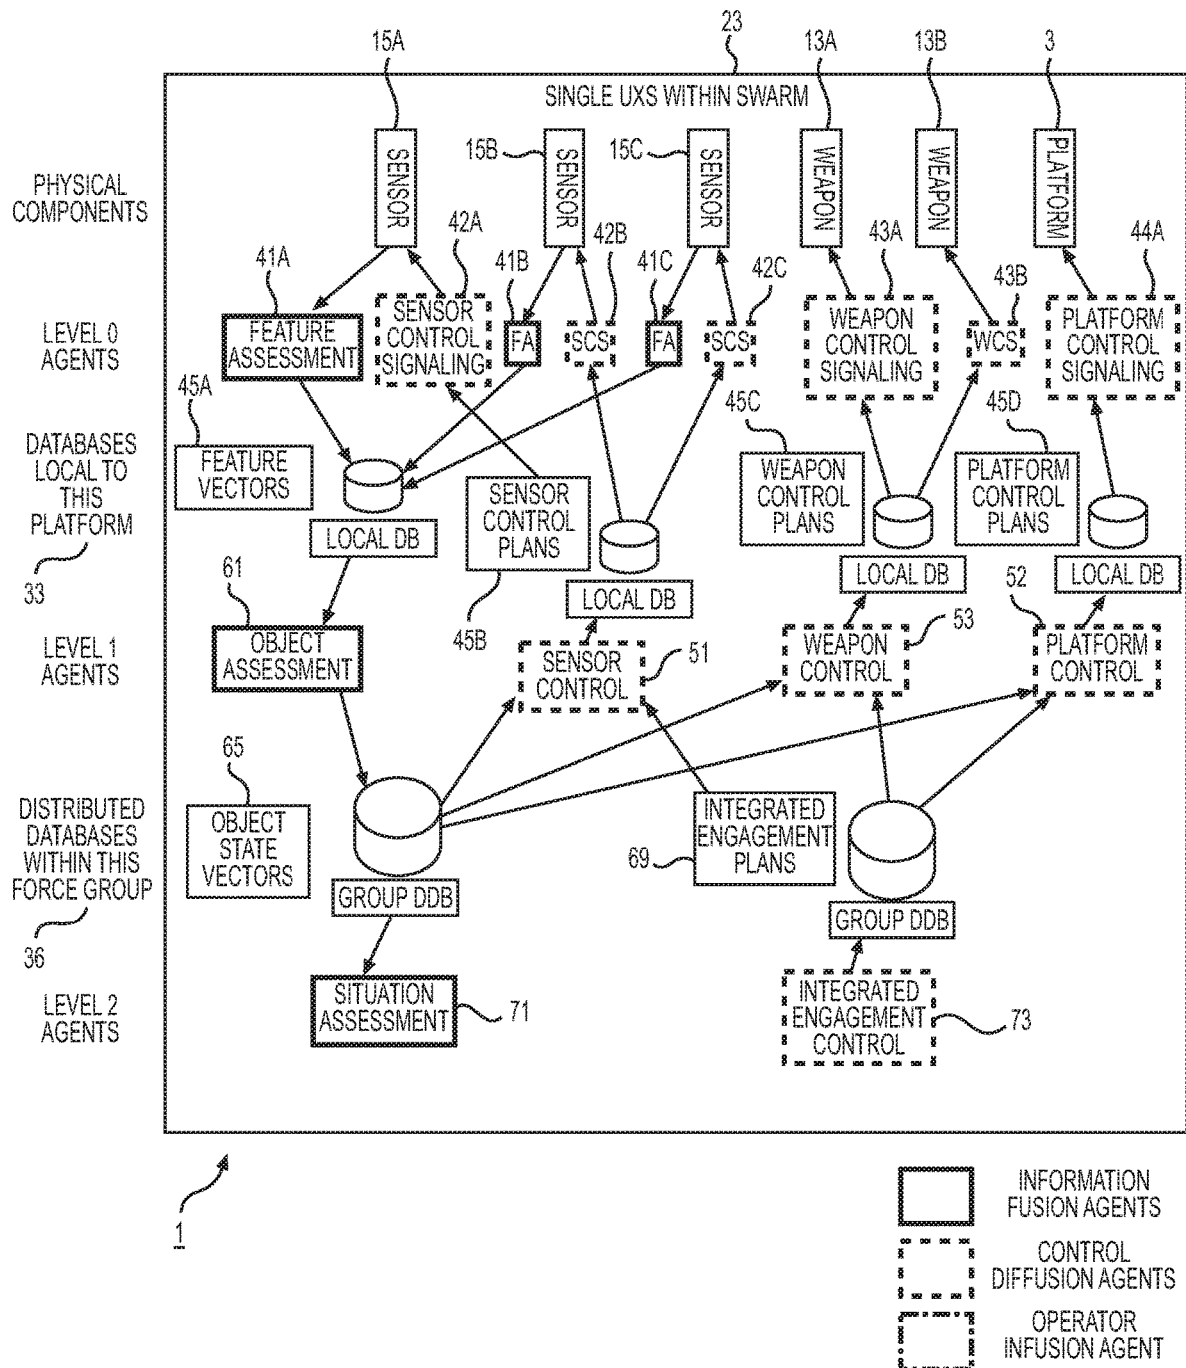 23
15A
13A
13B
3
SINGLE UXS WITHIN SWARM
PHYSICAL
COMPONENTS
SENSOR
15B
SENSOR
15C
SENSOR
WEAPON
WEAPON
PLATFORM
42A
42B
43A
44A
41A
41B
41C
42C
43B
LEVEL 0
AGENTS
FEATURE
ASSESSMENT
SENSOR
CONTROL
SIGNALING
FA
SCS
FA
SCS
WEAPON
CONTROL
SIGNALING
WCS
PLATFORM
CONTROL
SIGNALING
45A
45C
45D
DATABASES
LOCAL TO
THIS
PLATFORM
33
FEATURE
VECTORS
LOCAL DB
SENSOR
CONTROL
PLANS
45B
LOCAL DB
WEAPON
CONTROL
PLANS
LOCAL DB
PLATFORM
CONTROL
PLANS
LOCAL DB
61
52
53
51
LEVEL 1
AGENTS
OBJECT
ASSESSMENT
SENSOR
CONTROL
WEAPON
CONTROL
PLATFORM
CONTROL
65
DISTRIBUTED
DATABASES
WITHIN THIS
FORCE GROUP
36
OBJECT
STATE
VECTORS
GROUP DDB
INTEGRATED
ENGAGEMENT
PLANS
69
GROUP DDB
LEVEL 2
AGENTS
SITUATION
ASSESSMENT
71
INTEGRATED
ENGAGEMENT
CONTROL
73
1
INFORMATION
FUSION AGENTS
CONTROL
DIFFUSION AGENTS
OPERATOR
INFUSION AGENT